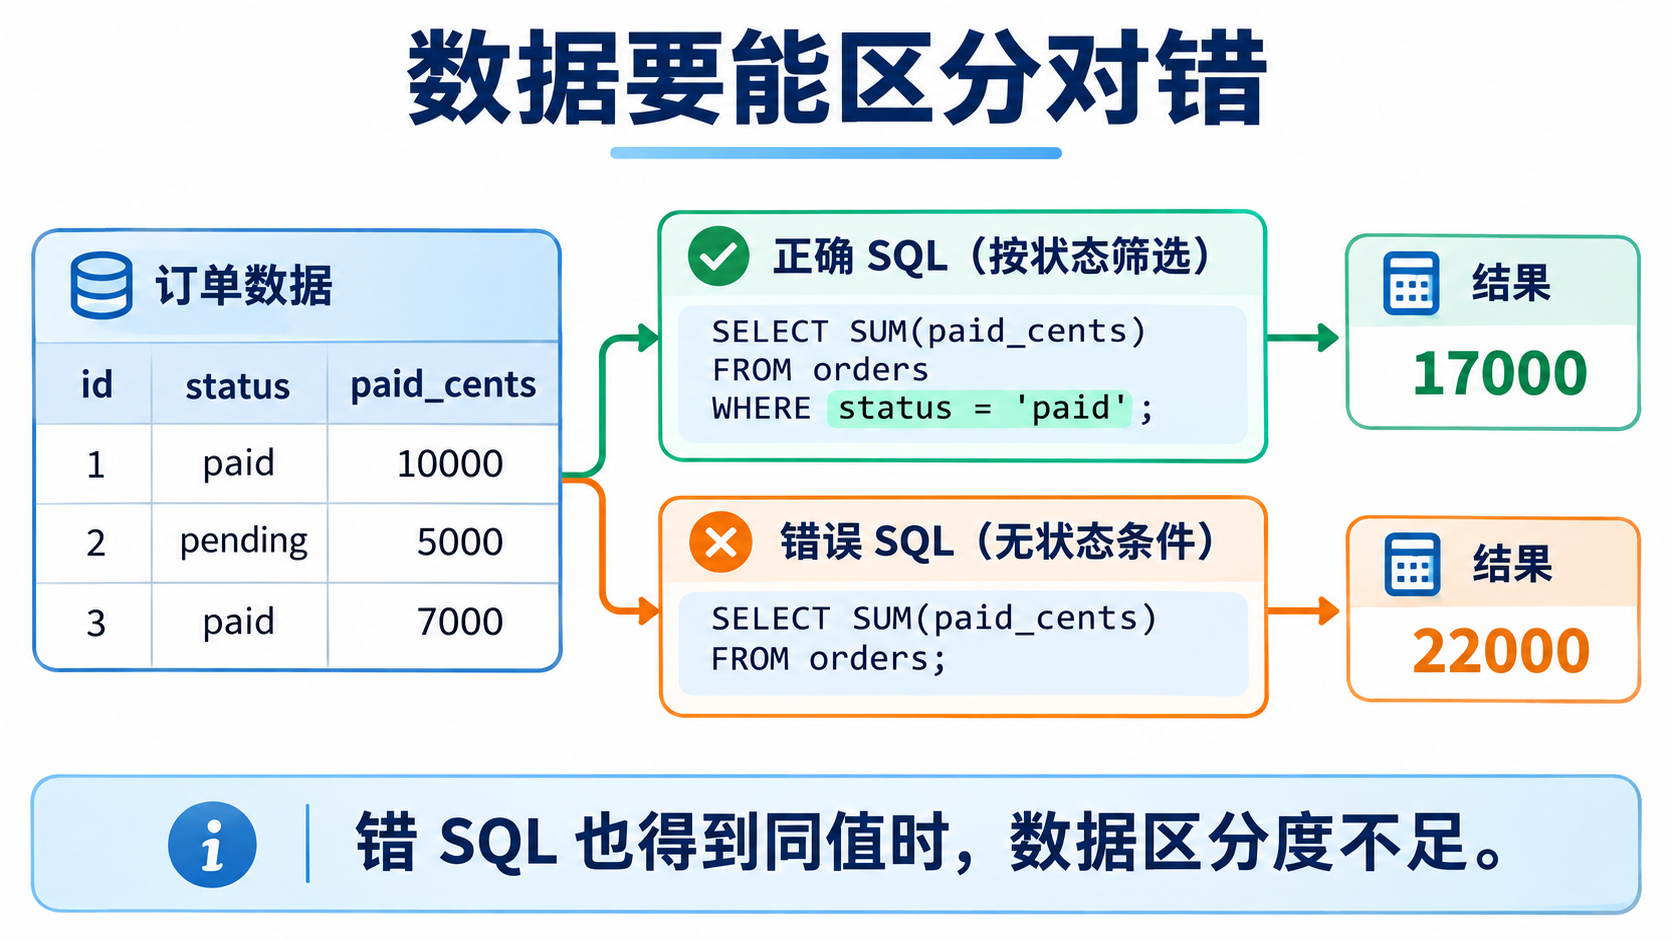 数据要能区分对错
订单数据
id status paid_cents
1 paid 10000
2 pending 5000
3 paid 7000
正确 SQL（按状态筛选）
SELECT SUM(paid_cents)
FROM orders
WHERE status = 'paid';
结果
17000
错误 SQL（无状态条件）
SELECT SUM(paid_cents)
FROM orders;
结果
22000
错 SQL 也得到同值时，数据区分度不足。